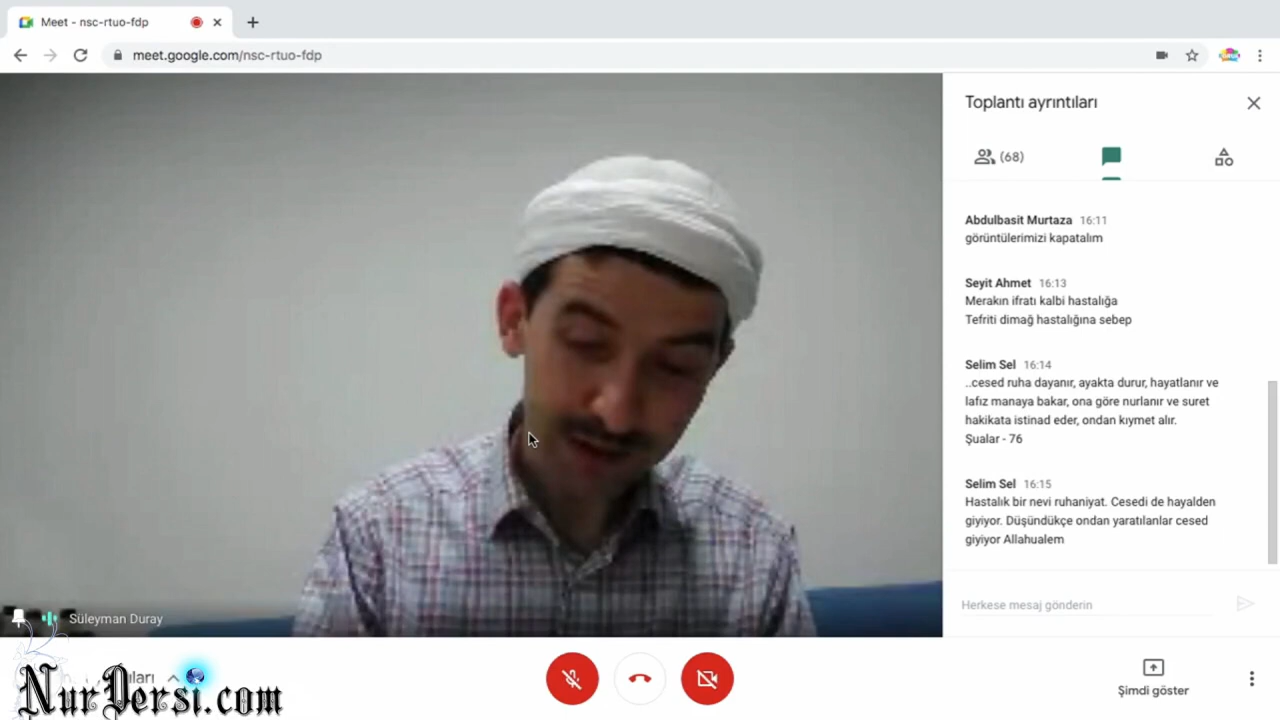 Meet - nsc-rtuo-fdp
meet.google.com/nsc-rtuo-fdp
Toplantı ayrıntıları
(68)
Abdulbasit Murtaza 16:11
görüntülerimizi kapatalım
Seyit Ahmet 16:13
Merakın ifratı kalbi hastalığa
Tefriti dimağ hastalığına sebep
Selim Sel 16:14
..cesed ruha dayanır, ayakta durur, hayatlanır ve
lafız manaya bakar, ona göre nurlanır ve suret
hakikata istinad eder, ondan kıymet alır.
Şualar - 76
Selim Sel 16:15
Hastalık bir nevi ruhaniyat. Cesedi de hayalden
giyiyor. Düşündükçe ondan yaratılanlar cesed
giyiyor Allahualem
Herkese mesaj gönderin
Süleyman Duray
NurDersi.com
Şimdi göster